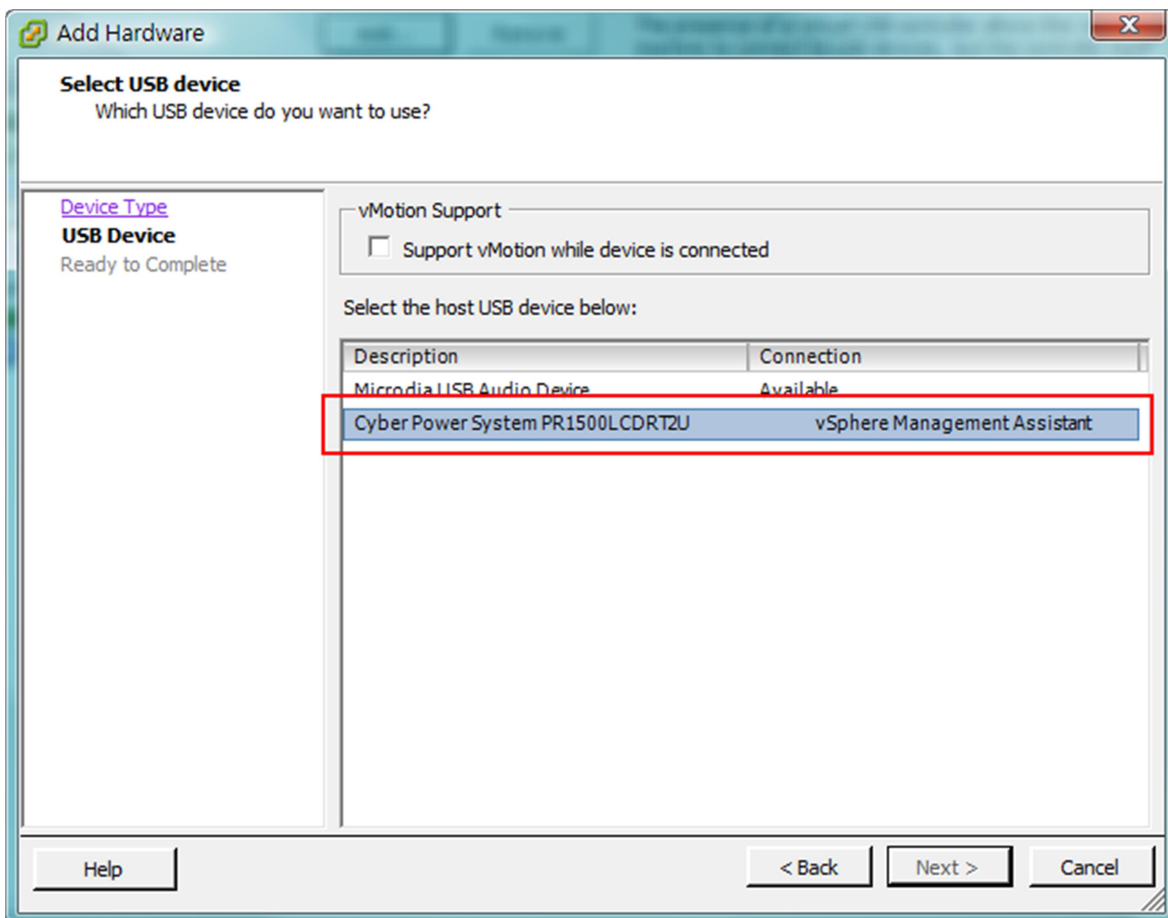 Add Hardware
Select USB device
Which USB device do you want to use?
Device Type
USB Device
Ready to Complete
vMotion Support
Support vMotion while device is connected
Select the host USB device below:
Description Connection
Microdia USB Audio Device Available
Cyber Power System PR1500LCDRT2U vSphere Management Assistant
Help < Back Next > Cancel